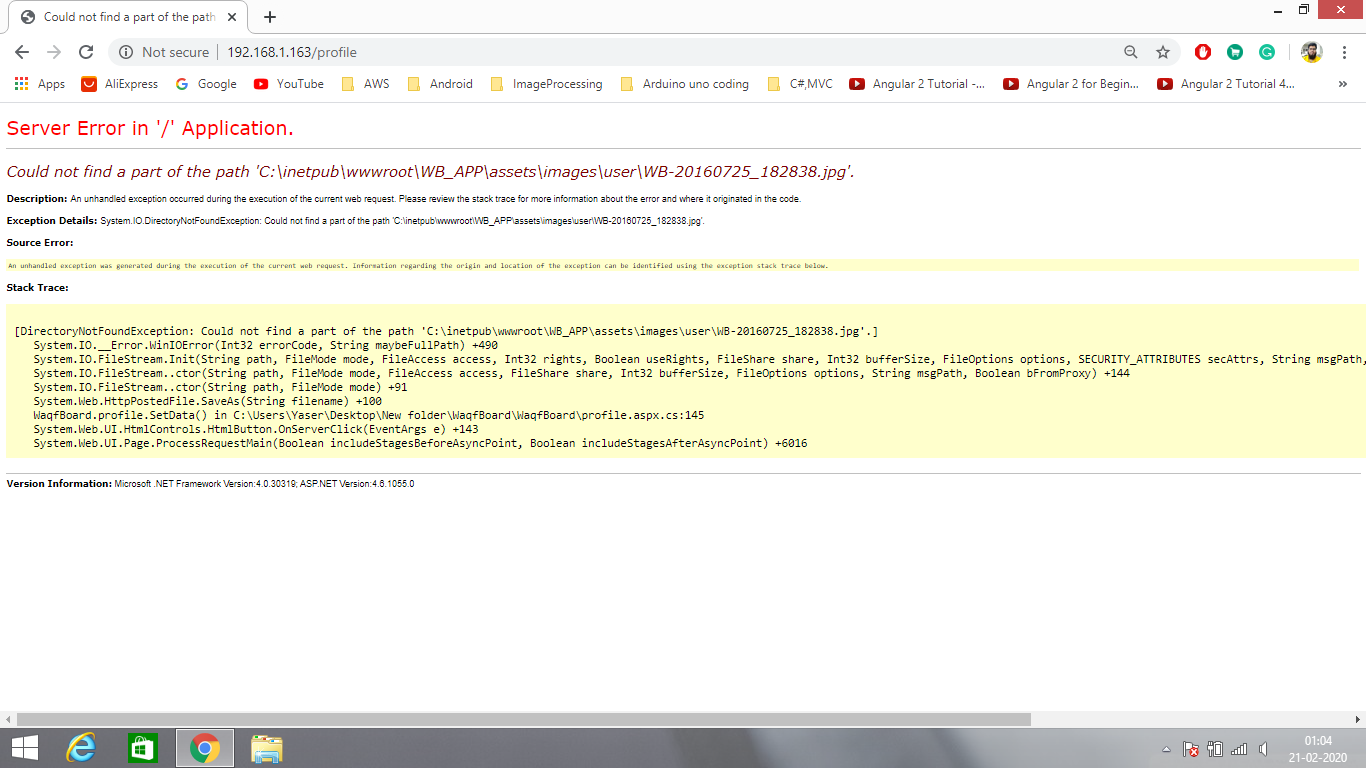 Could not find a part of the path
Not secure
192.168.1.163/profile
Apps
AliExpress
Google
YouTube
AWS
Android
ImageProcessing
Arduino uno coding
C#,MVC
Angular 2 Tutorial -...
Angular 2 for Begin...
Angular 2 Tutorial 4...
»
Server Error in '/' Application.
Could not find a part of the path 'C:\inetpub\wwwroot\WB_APP\assets\images\user\WB-20160725_182838.jpg'.
Description: An unhandled exception occurred during the execution of the current web request. Please review the stack trace for more information about the error and where it originated in the code.
Exception Details: System.IO.DirectoryNotFoundException: Could not find a part of the path 'C:\inetpub\wwwroot\WB_APP\assets\images\user\WB-20160725_182838.jpg'.
Source Error:
An unhandled exception was generated during the execution of the current web request. Information regarding the origin and location of the exception can be identified using the exception stack trace below.
Stack Trace:
[DirectoryNotFoundException: Could not find a part of the path 'C:\inetpub\wwwroot\WB_APP\assets\images\user\WB-20160725_182838.jpg'.]
System.IO.__Error.WinIOError(Int32 errorCode, String maybeFullPath) +490
System.IO.FileStream.Init(String path, FileMode mode, FileAccess access, Int32 rights, Boolean useRights, FileShare share, Int32 bufferSize, FileOptions options, SECURITY_ATTRIBUTES secAttrs, String msgPath,
System.IO.FileStream..ctor(String path, FileMode mode, FileAccess access, FileShare share, Int32 bufferSize, FileOptions options, String msgPath, Boolean bFromProxy) +144
System.IO.FileStream..ctor(String path, FileMode mode) +91
System.Web.HttpPostedFile.SaveAs(String filename) +100
WaqfBoard.profile.SetData() in C:\Users\Yaser\Desktop\New folder\WaqfBoard\WaqfBoard\profile.aspx.cs:145
System.Web.UI.HtmlControls.HtmlButton.OnServerClick(EventArgs e) +143
System.Web.UI.Page.ProcessRequestMain(Boolean includeStagesBeforeAsyncPoint, Boolean includeStagesAfterAsyncPoint) +6016
Version Information: Microsoft .NET Framework Version:4.0.30319; ASP.NET Version:4.6.1055.0
01:04
21-02-2020